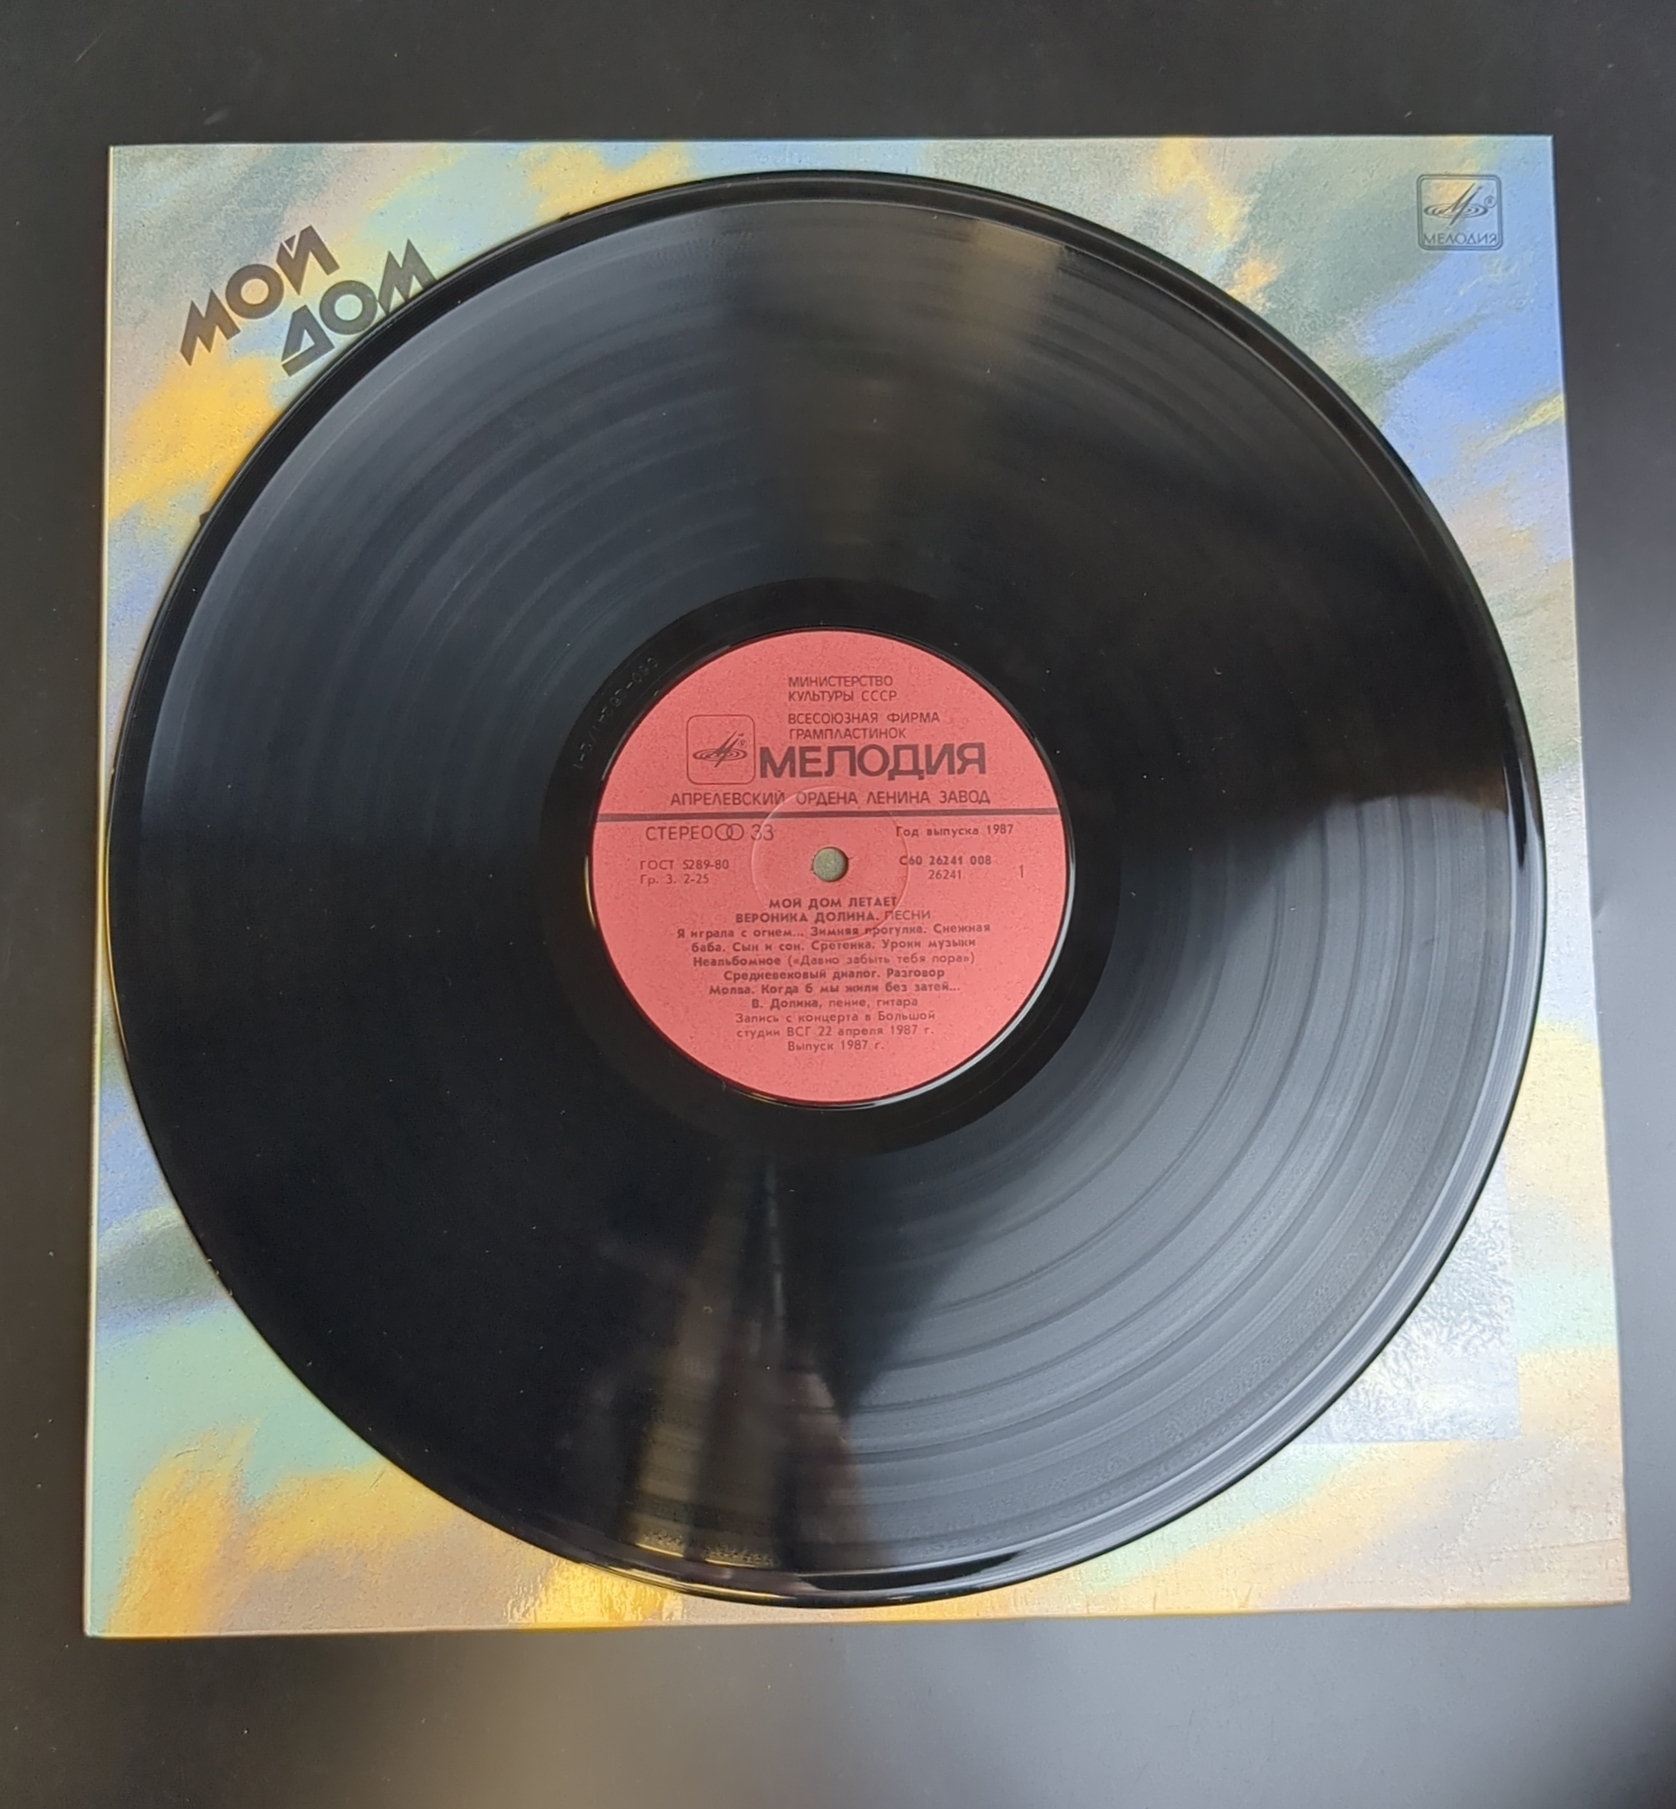 МОЙ
ДОМ
МЕЛОДИЯ
МИНИСТЕРСТВО
КУЛЬТУРЫ СССР
ВСЕСОЮЗНАЯ ФИРМА
ГРАМПЛАСТИНОК
МЕЛОДИЯ
АПРЕЛЕВСКИЙ ОРДЕНА ЛЕНИНА ЗАВОД
СТЕРЕО 33
Год выпуска 1987
ГОСТ 5289-80
Гр. 3. 2-25
С60 26241 008
26241
1
МОЙ ДОМ ЛЕТАЕТ
ВЕРОНИКА ДОЛИНА. ПЕСНИ
Я играла с огнем... Зимняя прогулка. Снежная
баба. Сын и сон. Сретенка. Уроки музыки
Неальбомное («Давно забыть тебя пора»)
Средневековый диалог. Разговор
Молва. Когда б мы жили без затей...
В. Долина, пение, гитара
Запись с концерта в Большой
студии ВСГ 22 апреля 1987 г.
Выпуск 1987 г.